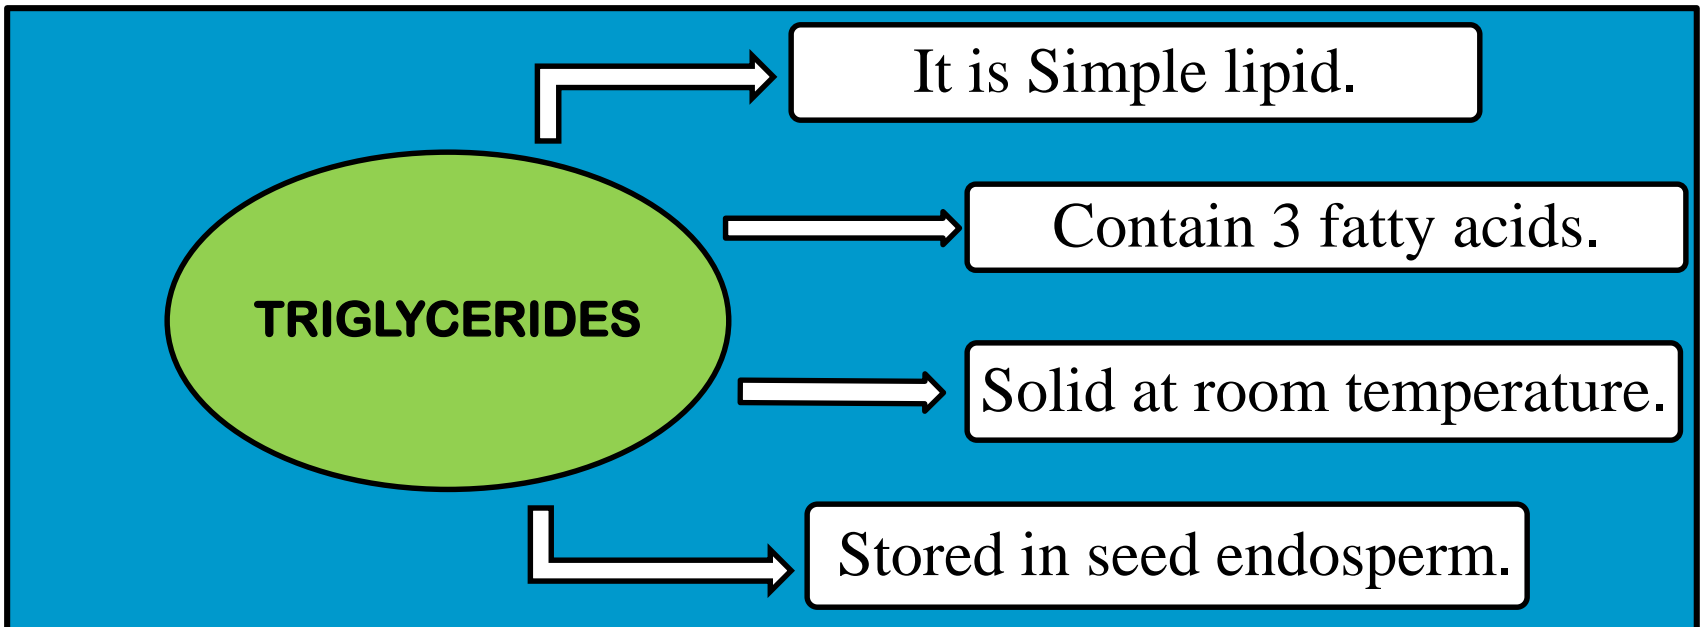 It is Simple lipid.
Contain 3 fatty acids.
TRIGLYCERIDES
Solid at room temperature.
Stored in seed endosperm.